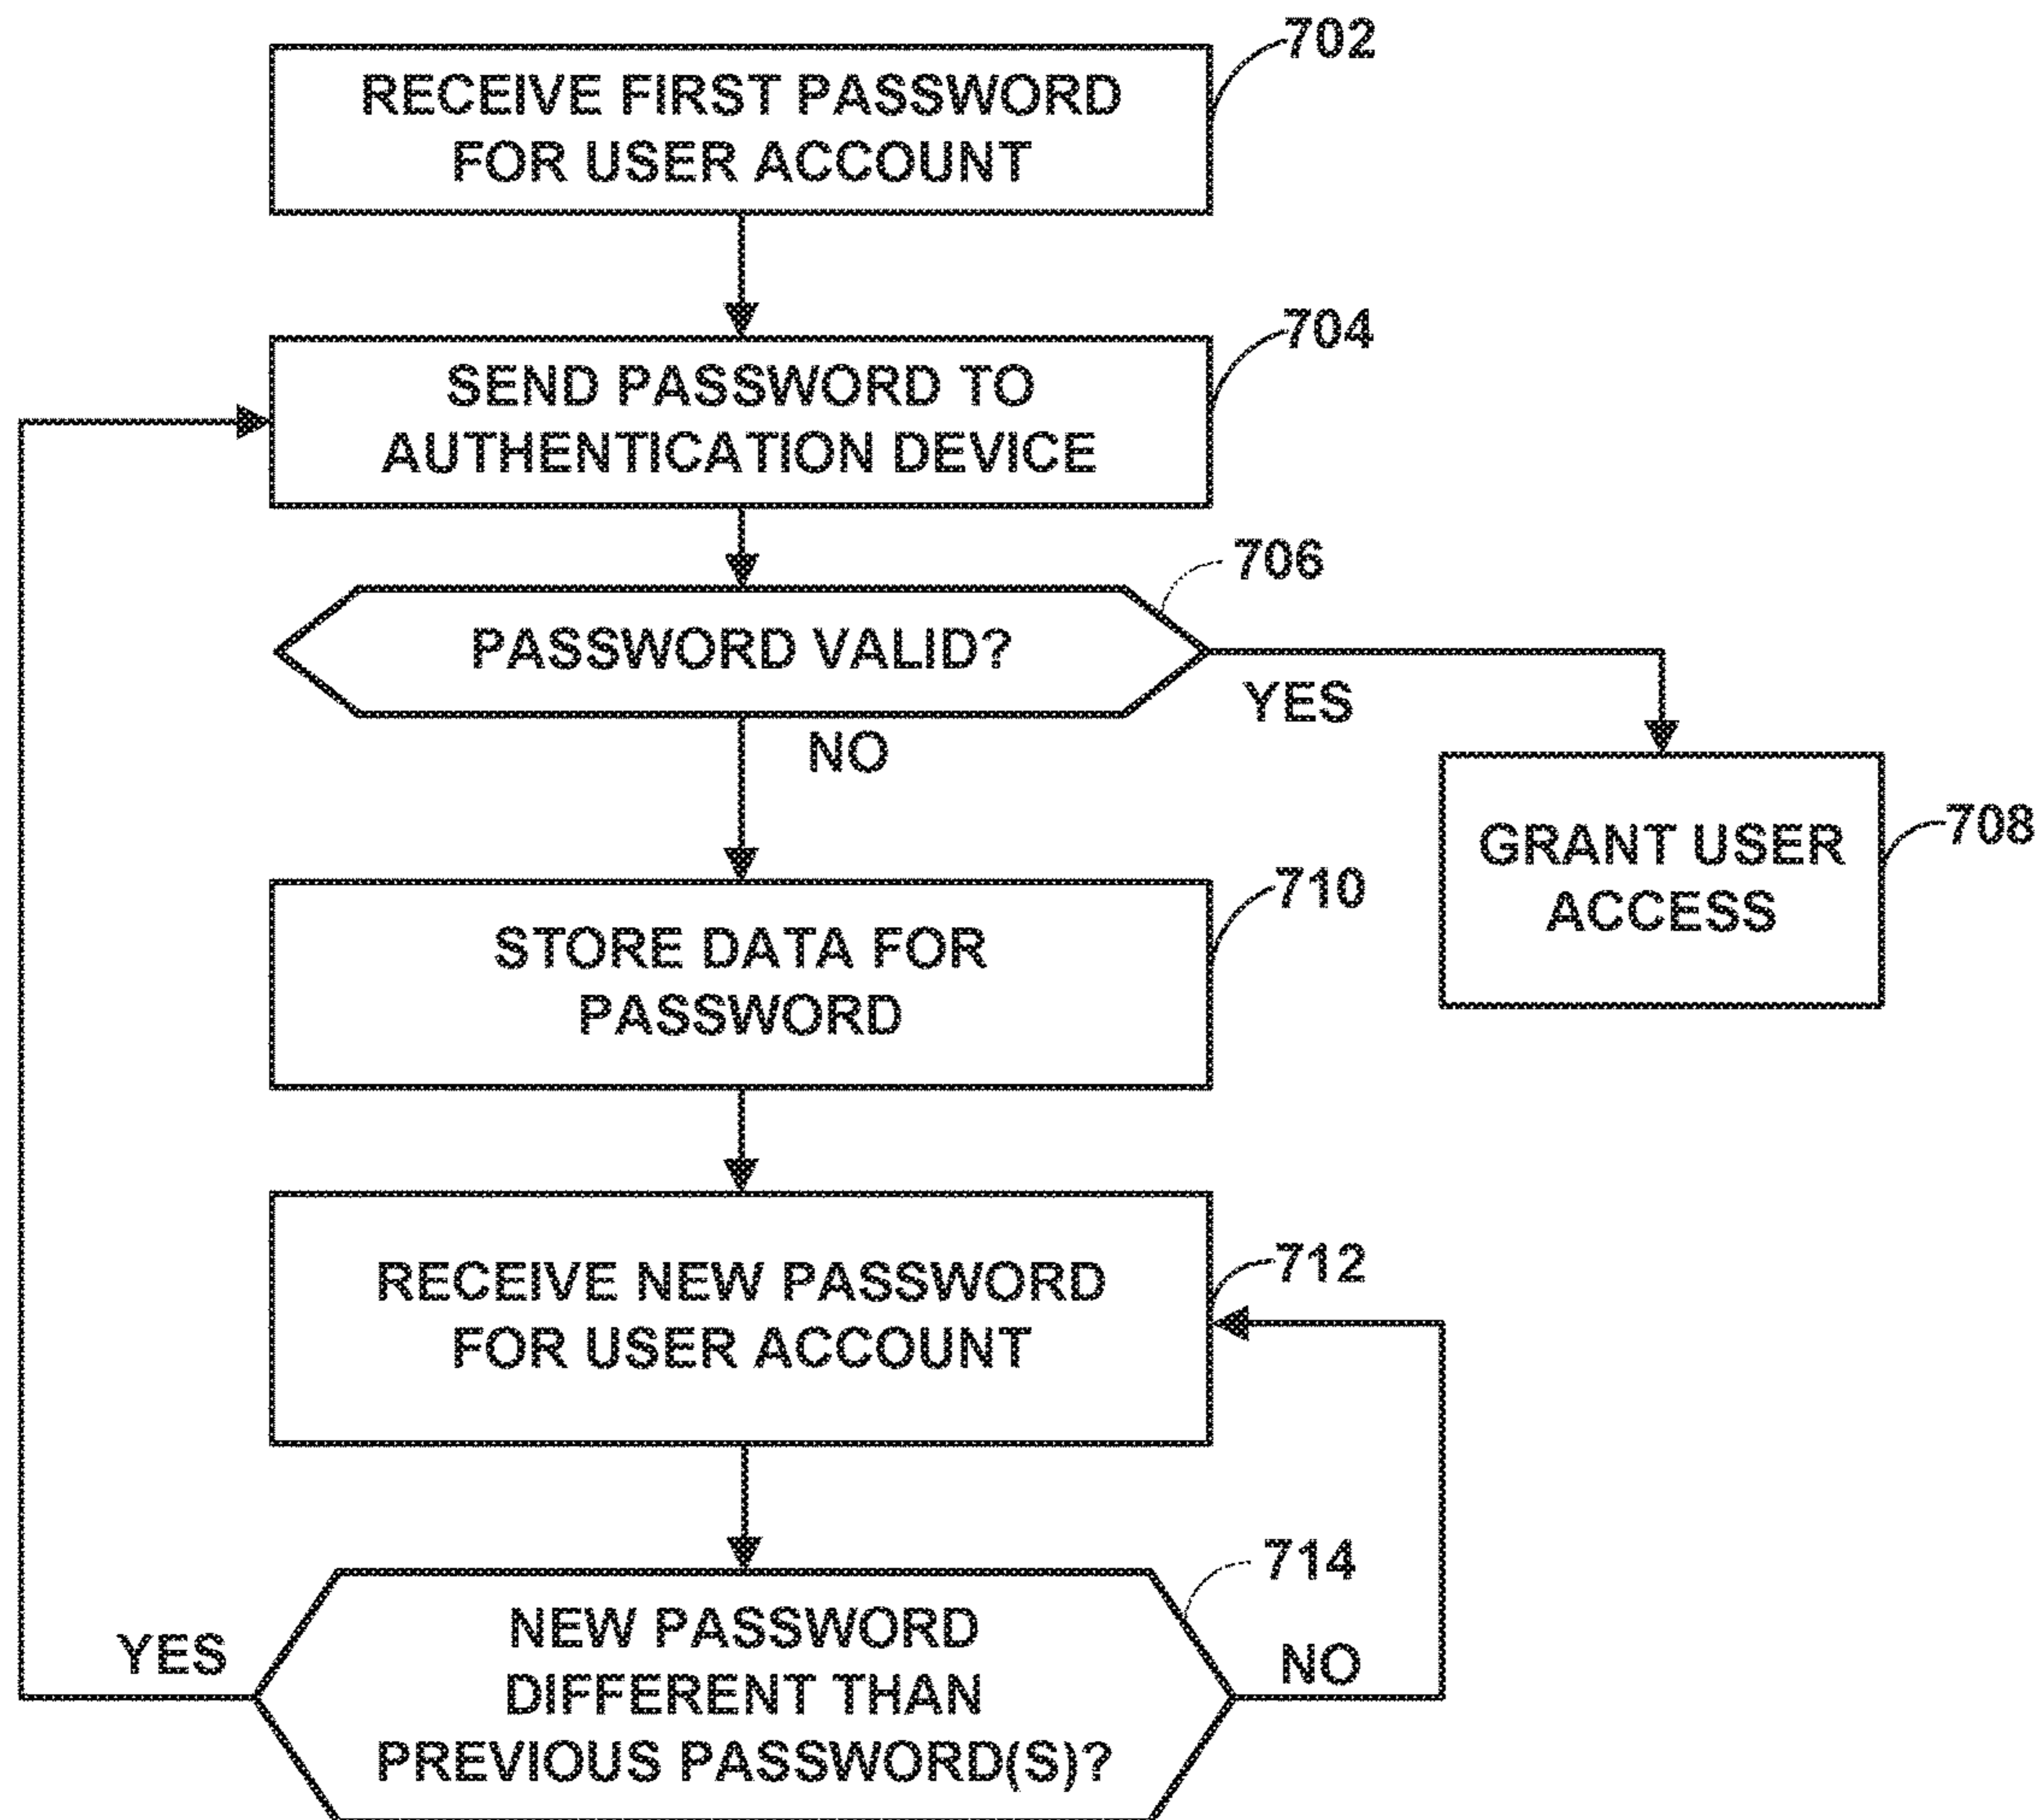 702
RECEIVE FIRST PASSWORD
FOR USER ACCOUNT
704
SEND PASSWORD TO
AUTHENTICATION DEVICE
706
PASSWORD VALID?
YES
NO
708
GRANT USER
ACCESS
710
STORE DATA FOR
PASSWORD
712
RECEIVE NEW PASSWORD
FOR USER ACCOUNT
714
NEW PASSWORD
DIFFERENT THAN
PREVIOUS PASSWORD(S)?
YES
NO